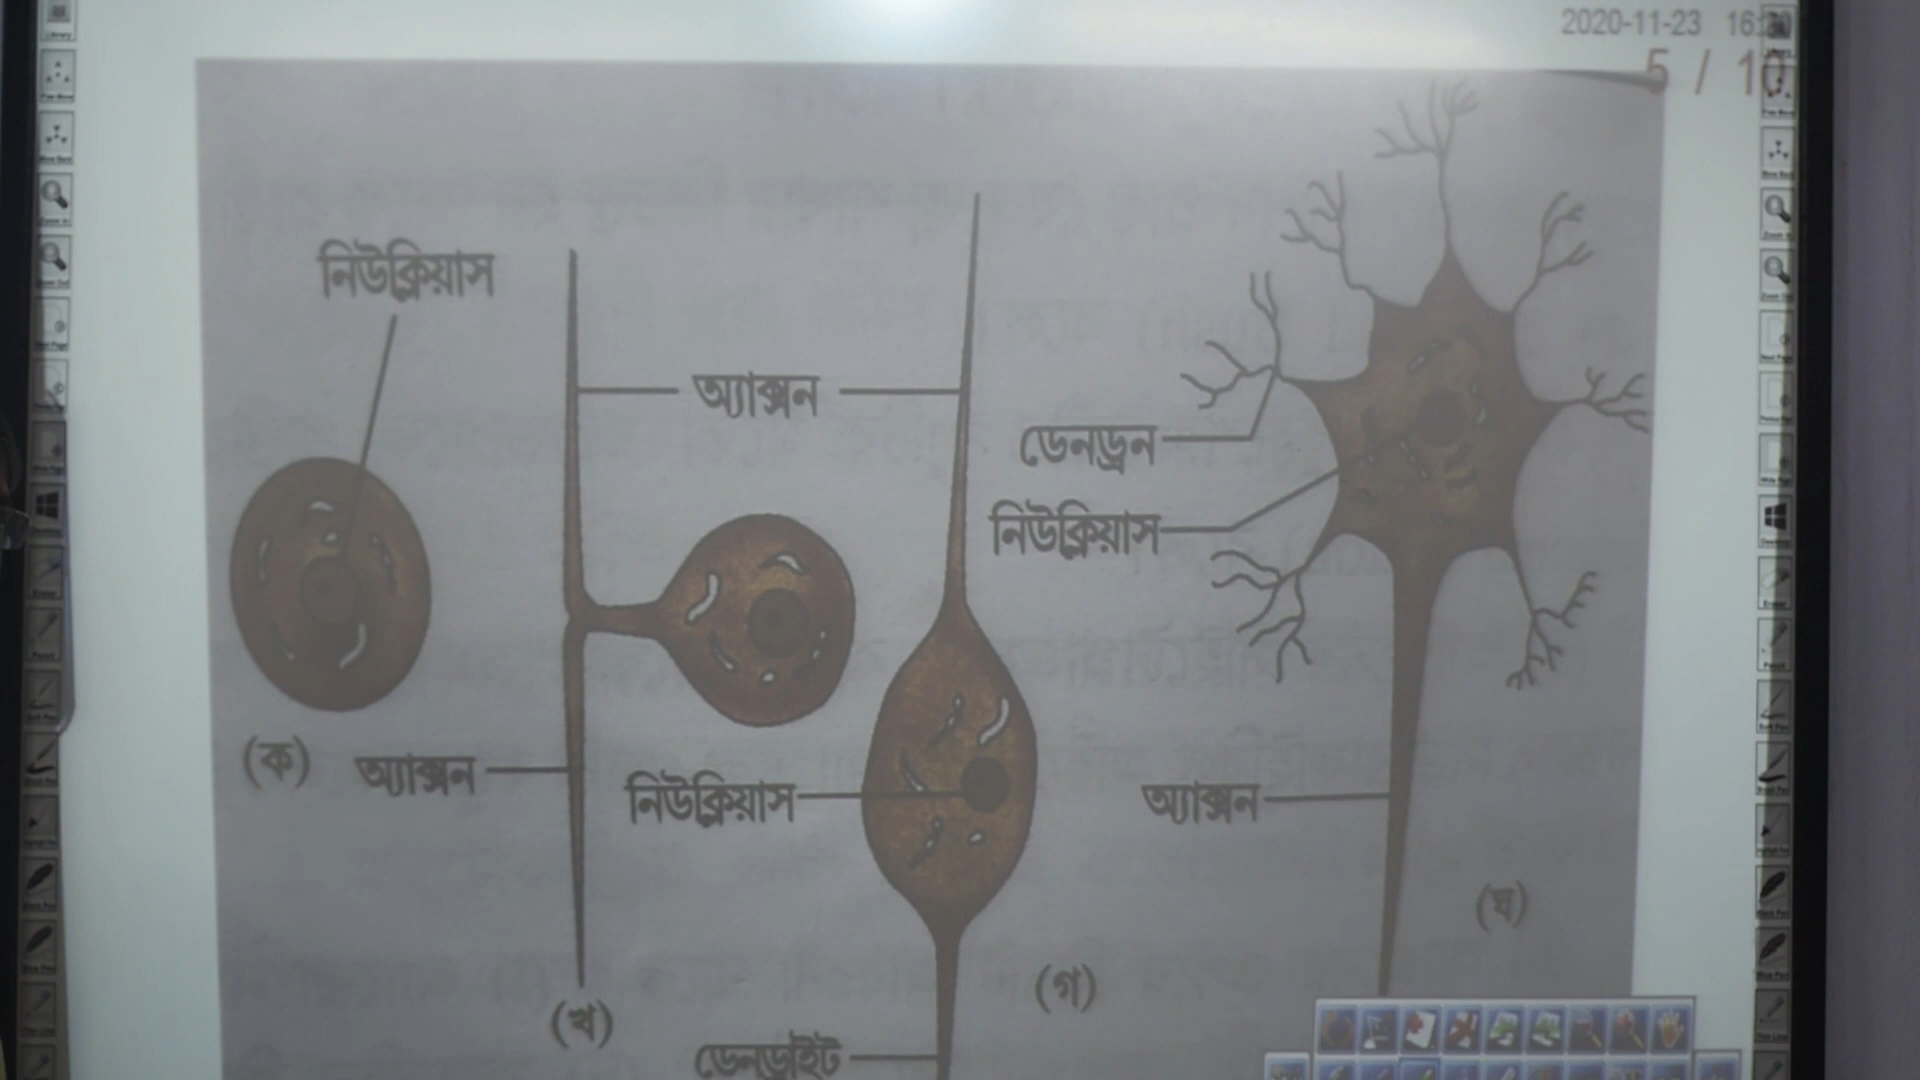 2020-11-23
5 / 10
নিউক্লিয়াস
অ্যাক্সন
ডেনড্রন
নিউক্লিয়াস
(ক)
অ্যাক্সন
নিউক্লিয়াস
অ্যাক্সন
(ঘ)
(গ)
(খ)
ডেনড্রাইট